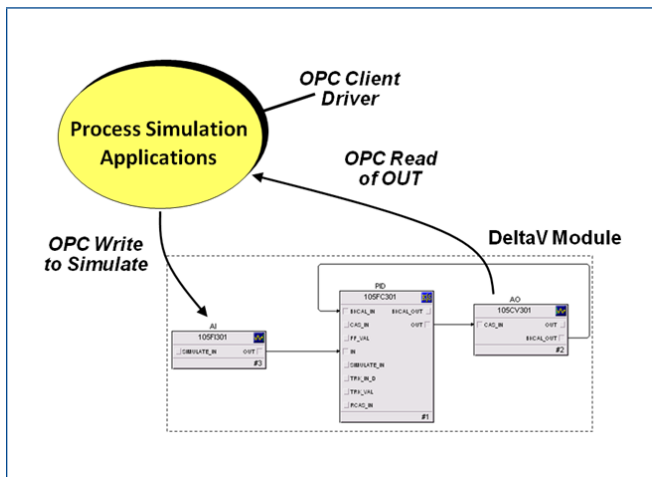 OPC Client
Driver
Process Simulation
Applications
OPC Read
of OUT
OPC Write
to Simulate
DeltaV Module
PID
105FC301
BKCAL_IN BKCAL_OUT
CAS_IN OUT
FF_VAL
IN
SIMULATE_IN
TRK_IN_D
TRK_VAL
RCAS_IN
#1
AO
105CV301
CAS_IN OUT
BKCAL_OUT
#2
AI
105FI301
SIMULATE_IN OUT
#3